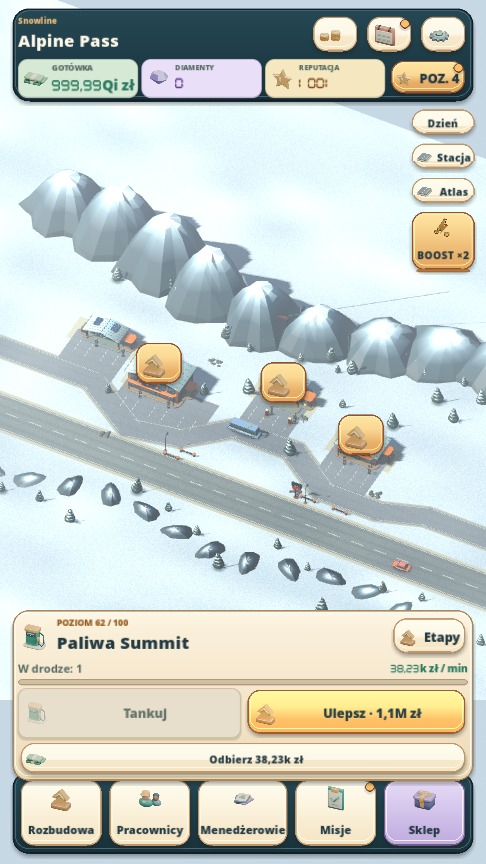 Snowline
Alpine Pass
GOTÓWKA
999,99Qi zł
DIAMENTY
0
REPUTACJA
POZ. 4
Dzień
Stacja
Atlas
BOOST ×2
POZIOM 62 / 100
Paliwa Summit
Etapy
W drodze: 1
38,23k zł / min
Tankuj
Ulepsz · 1,1M zł
Odbierz 38,23k zł
Rozbudowa
Pracownicy
Menedżerowie
Misje
Sklep